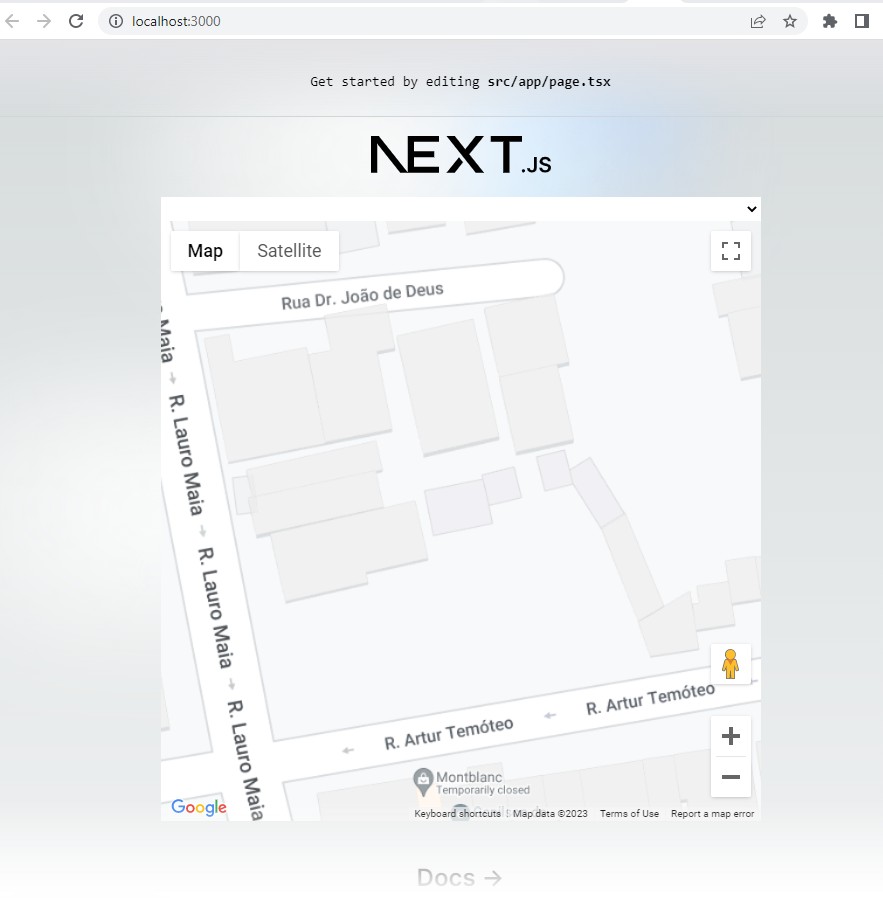 localhost:3000
Get started by editing src/app/page.tsx
NEXT.JS
Map Satellite
Rua Dr. João de Deus
Maia
R. Lauro Maia
R. Lauro Maia
R. Lauro Maia
R. Artur Temóteo
R. Artur Temóteo
Montblanc
Temporarily closed
Google
Keyboard shortcuts Map data ©2023 Terms of Use Report a map error
Docs →